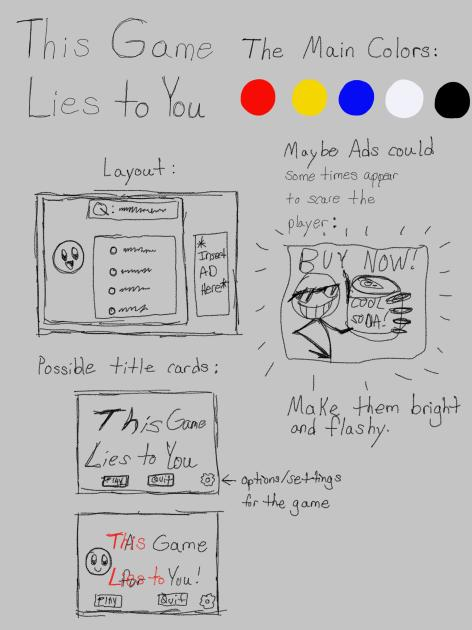 This Game
Lies to You
The Main Colors:
Layout:
Q:
*
Insert
AD
Here*
Maybe Ads could
some times appear
to scare the
player:
BUY NOW!
COOL
SODA!
Make them bright
and flashy.
Possible title cards:
This Game
Lies to You
PLAY QUIT
← options/settings
for the game
This Game
Lies to You!
PLAY Quit